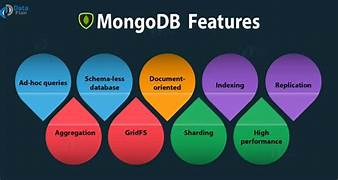 Data
Flair
MongoDB Features
Ad-hoc queries
Schema-less
database
Document-
oriented
Indexing
Replication
Aggregation
GridFS
Sharding
High
performance